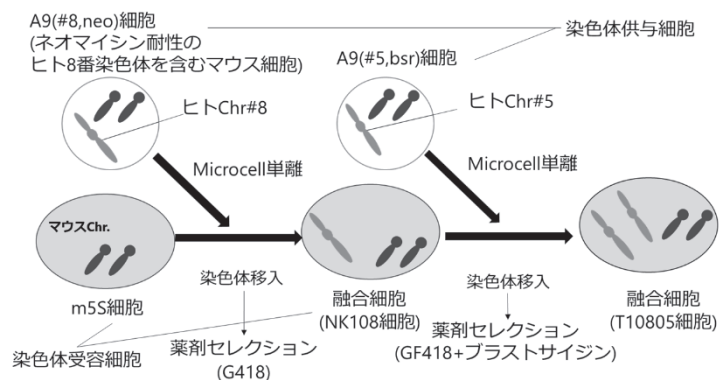 A9(#8,neo)細胞
(ネオマイシン耐性の
ヒト8番染色体を含むマウス細胞)
染色体供与細胞
A9(#5,bsr)細胞
ヒトChr#8
ヒトChr#5
Microcell単離
Microcell単離
マウスChr.
染色体移入
染色体移入
m5S細胞
融合細胞
(NK108細胞)
融合細胞
(T10805細胞)
染色体受容細胞
薬剤セレクション
(G418)
薬剤セレクション
(GF418+ブラストサイジン)